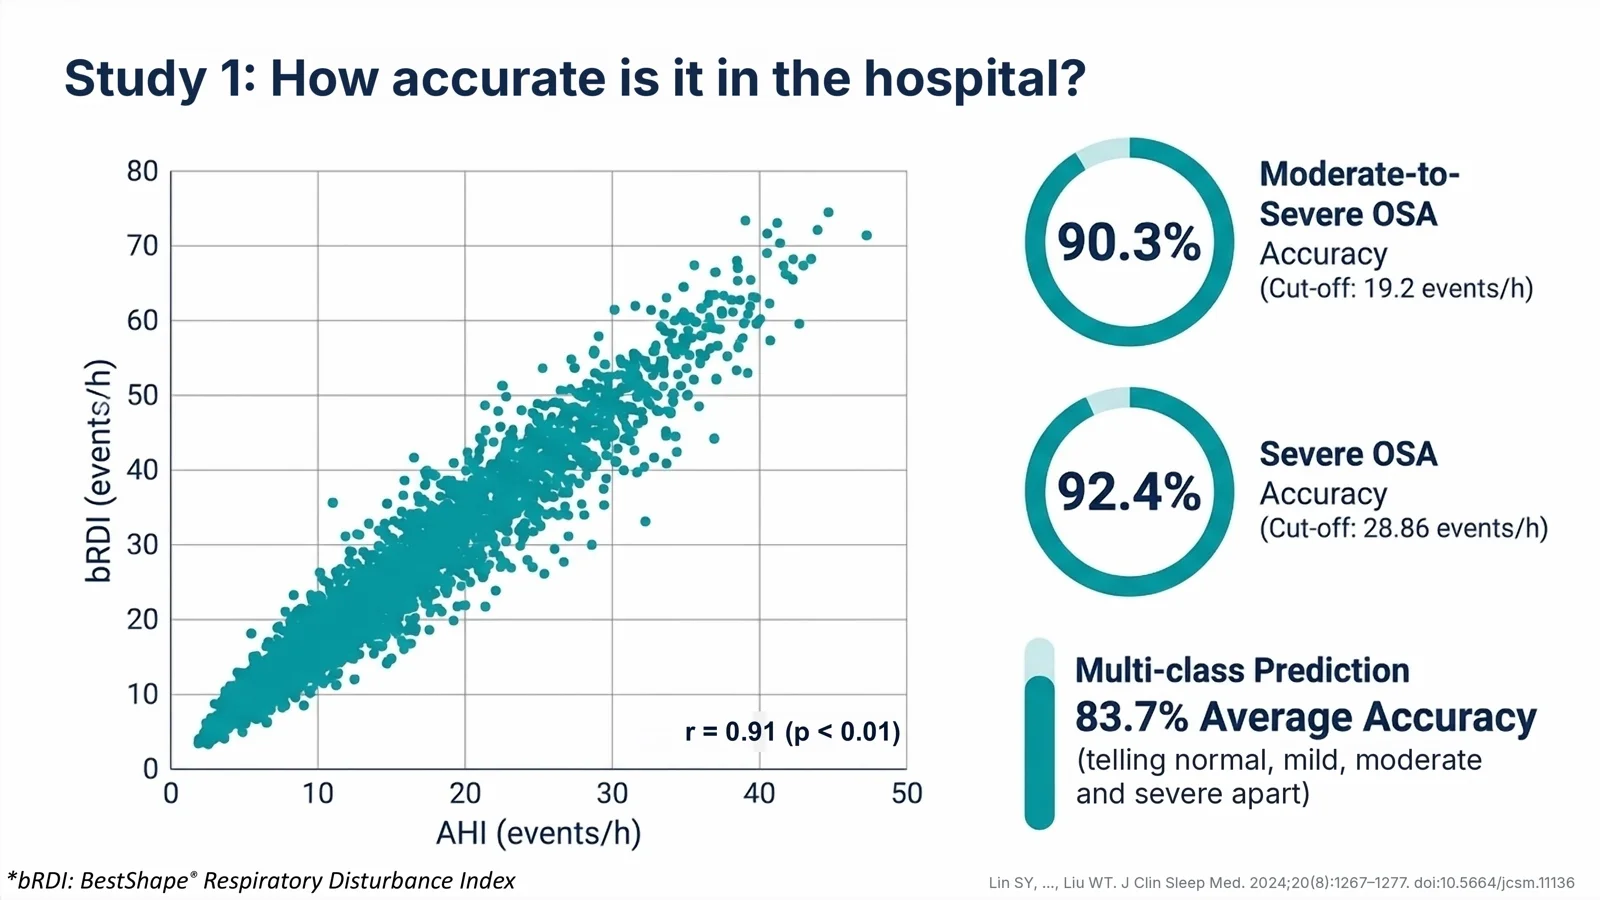 Study 1: How accurate is it in the hospital?
80
70
60
50
40
30
20
10
0
bRDI (events/h)
r = 0.91 (p < 0.01)
0 10 20 30 40 50
AHI (events/h)
90.3%
Moderate-to-
Severe OSA
Accuracy
(Cut-off: 19.2 events/h)
92.4%
Severe OSA
Accuracy
(Cut-off: 28.86 events/h)
Multi-class Prediction
83.7% Average Accuracy
(telling normal, mild, moderate
and severe apart)
*bRDI: BestShape® Respiratory Disturbance Index
Lin SY, ..., Liu WT. J Clin Sleep Med. 2024;20(8):1267–1277. doi:10.5664/jcsm.11136